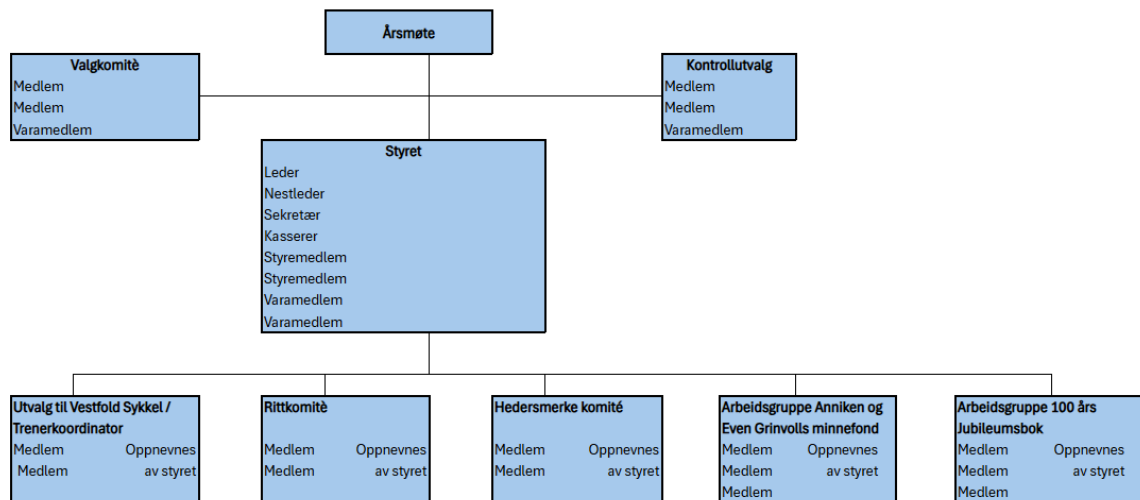 Årsmøte
Valgkomitè
Medlem
Medlem
Varamedlem
Kontrollutvalg
Medlem
Medlem
Varamedlem
Styret
Leder
Nestleder
Sekretær
Kasserer
Styremedlem
Styremedlem
Varamedlem
Varamedlem
Utvalg til Vestfold Sykkel /
Trenerkoordinator
Medlem Oppnevnes
Medlem av styret
Rittkomitè
Medlem Oppnevnes
Medlem av styret
Hedersmerke komité
Medlem Oppnevnes
Medlem av styret
Arbeidsgruppe Anniken og
Even Grinvolls minnefond
Medlem Oppnevnes
Medlem av styret
Medlem
Arbeidsgruppe 100 års
Jubileumsbok
Medlem Oppnevnes
Medlem av styret
Medlem